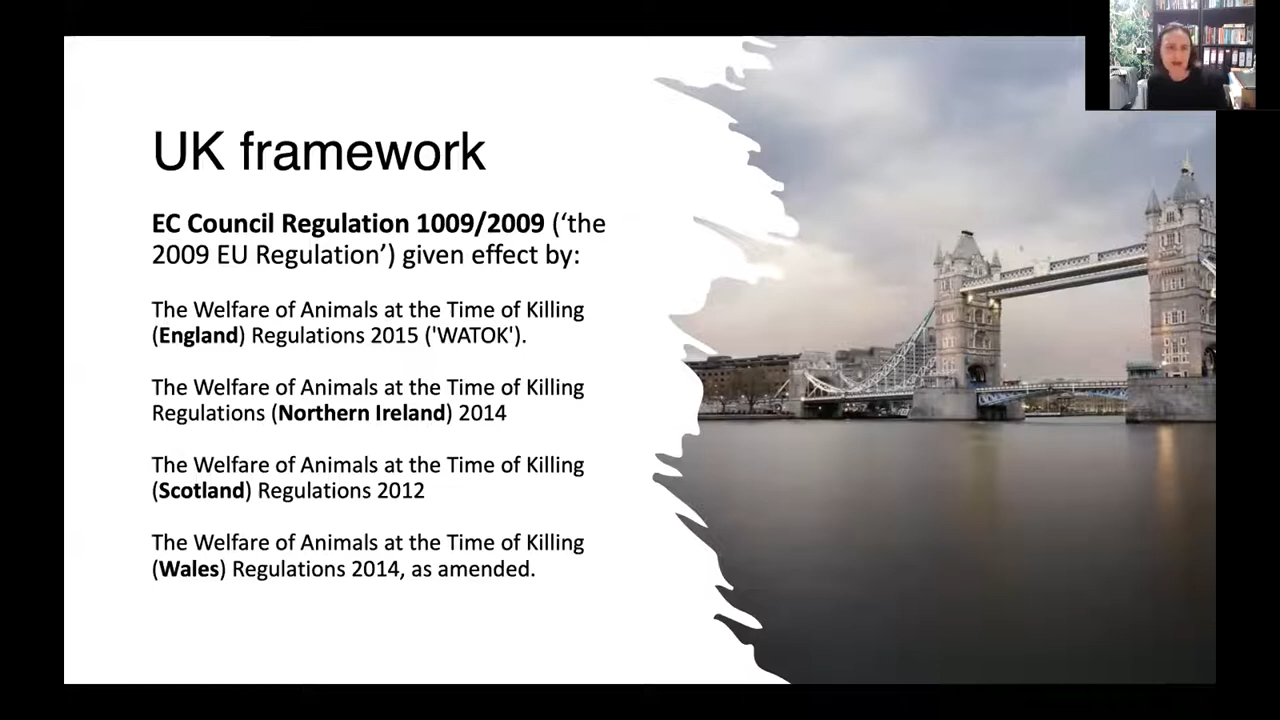 UK framework
EC Council Regulation 1009/2009 (‘the
2009 EU Regulation’) given effect by:
The Welfare of Animals at the Time of Killing
(England) Regulations 2015 ('WATOK').
The Welfare of Animals at the Time of Killing
Regulations (Northern Ireland) 2014
The Welfare of Animals at the Time of Killing
(Scotland) Regulations 2012
The Welfare of Animals at the Time of Killing
(Wales) Regulations 2014, as amended.